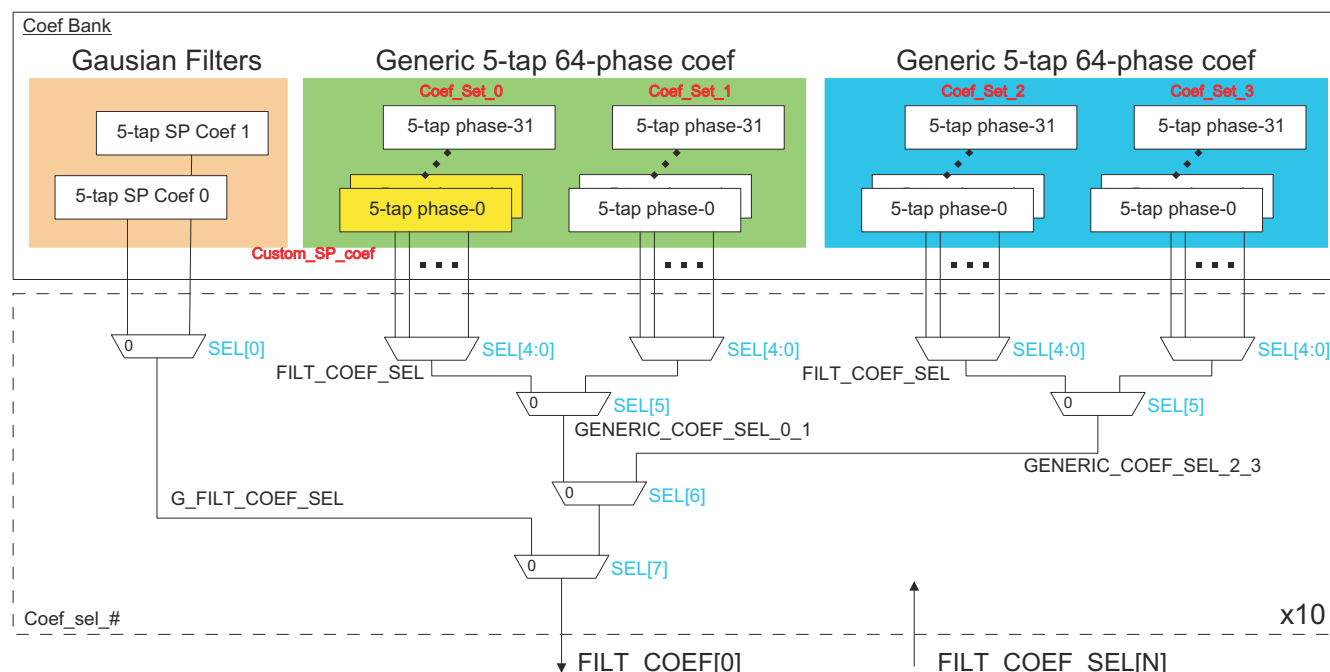 Coef Bank
Gausian Filters
Generic 5-tap 64-phase coef
Generic 5-tap 64-phase coef
Coef_Set_0
Coef_Set_1
Coef_Set_2
Coef_Set_3
5-tap SP Coef 1
5-tap phase-31
5-tap phase-31
5-tap phase-31
5-tap phase-31
5-tap SP Coef 0
5-tap phase-0
5-tap phase-0
5-tap phase-0
5-tap phase-0
Custom_SP_coef
0
SEL[0]
SEL[4:0]
SEL[4:0]
SEL[4:0]
SEL[4:0]
FILT_COEF_SEL
FILT_COEF_SEL
0
SEL[5]
0
SEL[5]
GENERIC_COEF_SEL_0_1
GENERIC_COEF_SEL_2_3
0
SEL[6]
G_FILT_COEF_SEL
0
SEL[7]
Coef_sel_#
x10
FILT_COEF[0]
FILT_COEF_SEL[N]